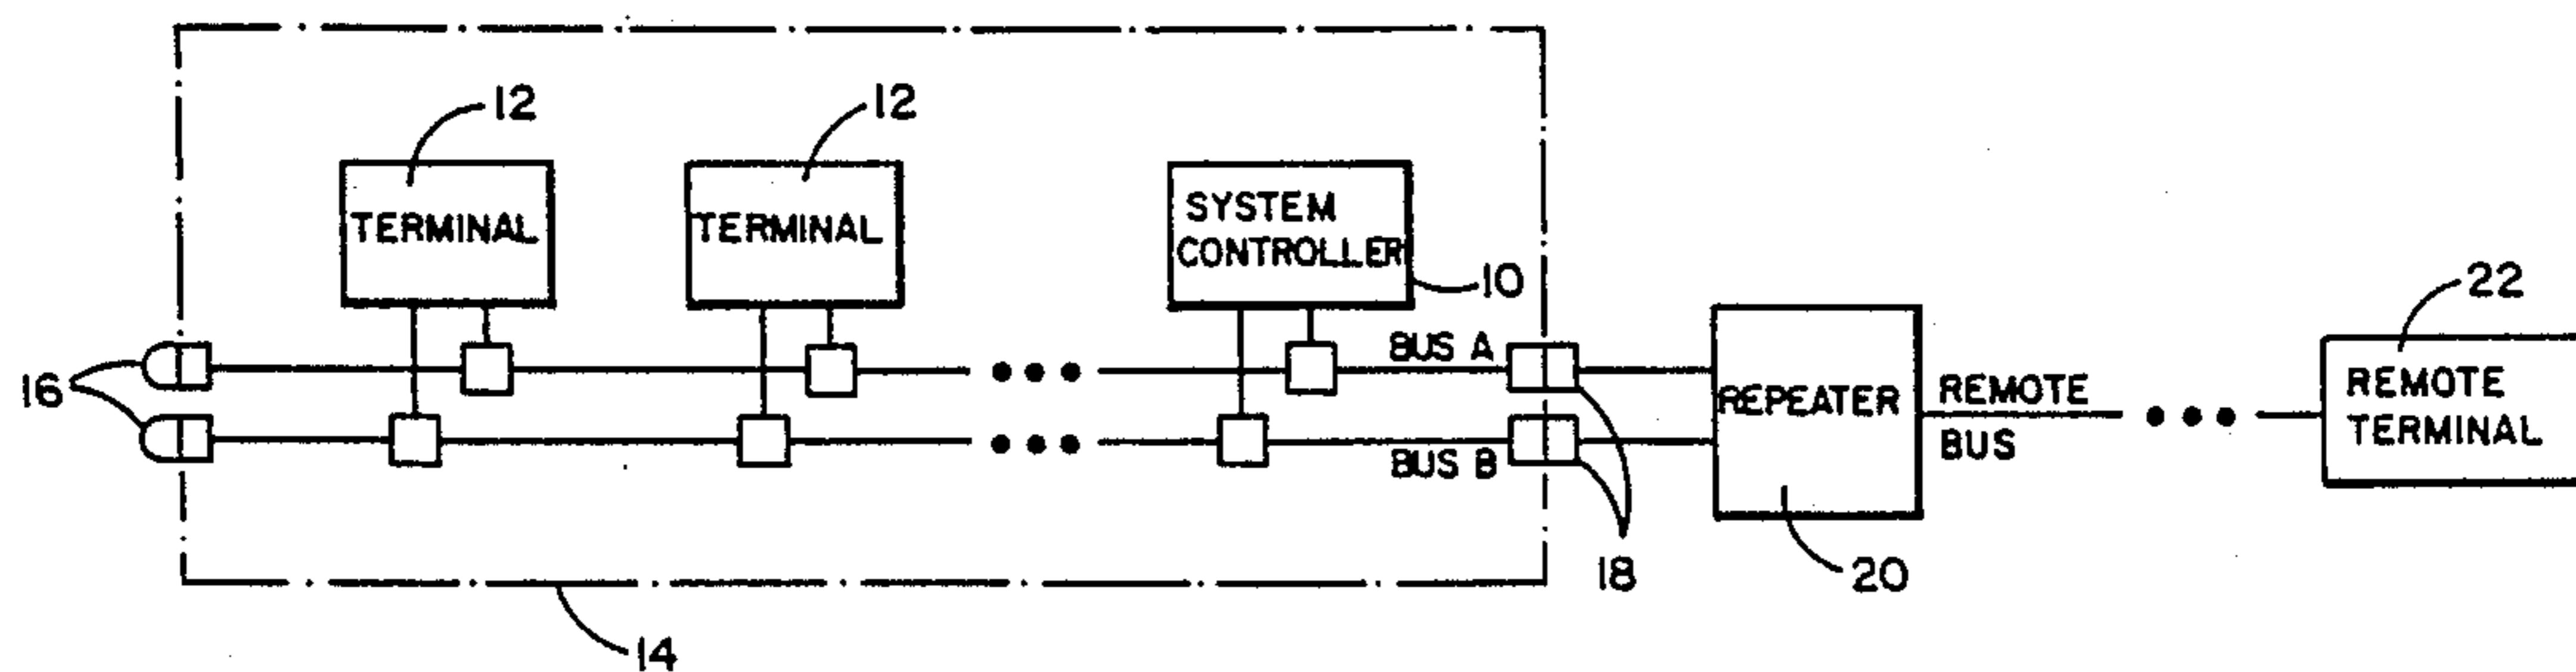 12
12
TERMINAL
TERMINAL
SYSTEM
CONTROLLER
10
22
BUS A
16
REPEATER
REMOTE
BUS
REMOTE
TERMINAL
BUS B
18
20
14